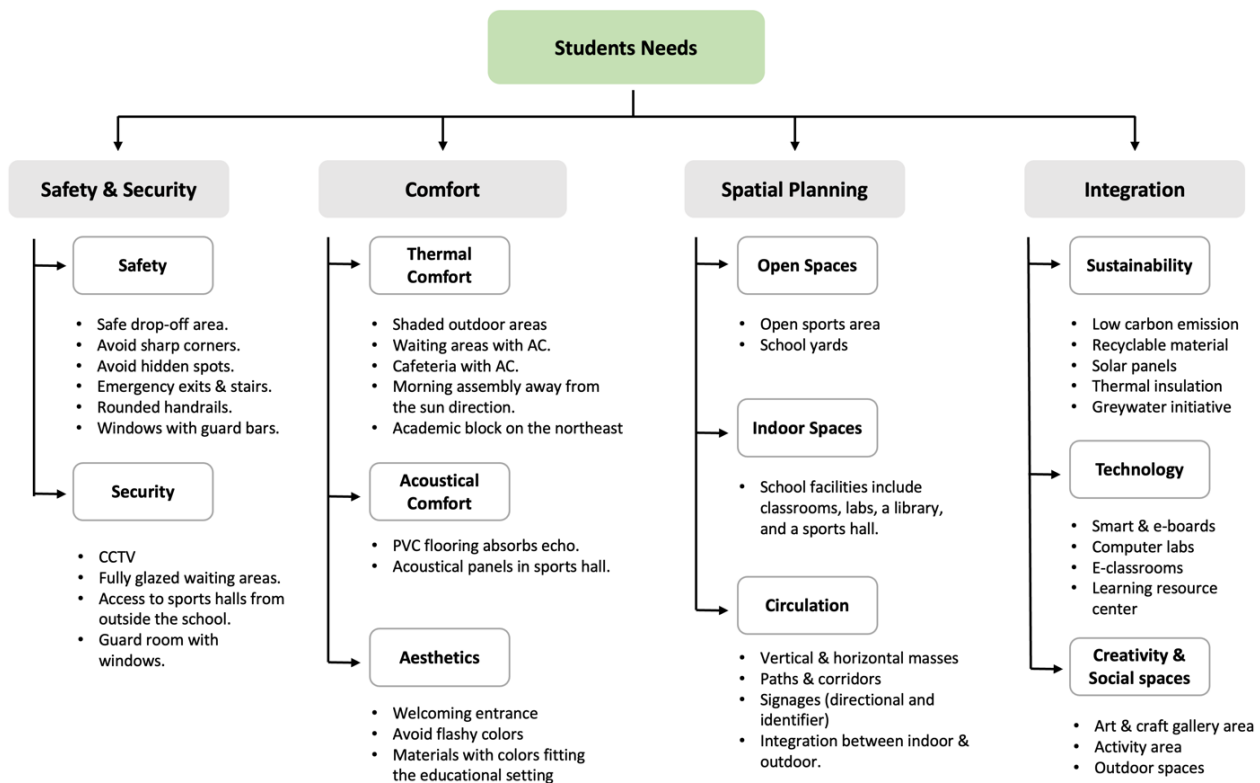 Students Needs
Safety & Security
Safety
• Safe drop-off area.
• Avoid sharp corners.
• Avoid hidden spots.
• Emergency exits & stairs.
• Rounded handrails.
• Windows with guard bars.
Security
• CCTV
• Fully glazed waiting areas.
• Access to sports halls from
outside the school.
• Guard room with
windows.
Comfort
Thermal
Comfort
• Shaded outdoor areas
• Waiting areas with AC.
• Cafeteria with AC.
• Morning assembly away from
the sun direction.
• Academic block on the northeast
Acoustical
Comfort
• PVC flooring absorbs echo.
• Acoustical panels in sports hall.
Aesthetics
• Welcoming entrance
• Avoid flashy colors
• Materials with colors fitting
the educational setting
Spatial Planning
Open Spaces
• Open sports area
• School yards
Indoor Spaces
• School facilities include
classrooms, labs, a library,
and a sports hall.
Circulation
• Vertical & horizontal masses
• Paths & corridors
• Signages (directional and
identifier)
• Integration between indoor &
outdoor.
Integration
Sustainability
• Low carbon emission
• Recyclable material
• Solar panels
• Thermal insulation
• Greywater initiative
Technology
• Smart & e-boards
• Computer labs
• E-classrooms
• Learning resource
center
Creativity &
Social spaces
• Art & craft gallery area
• Activity area
• Outdoor spaces